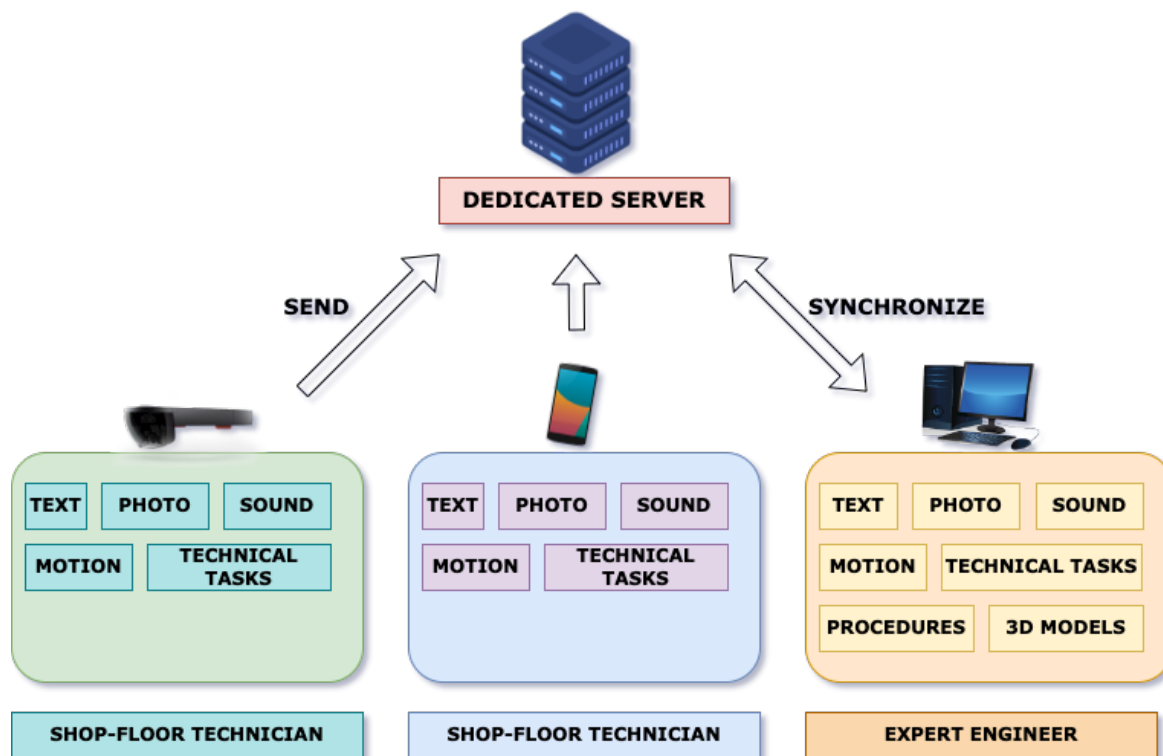 DEDICATED SERVER
SEND
SYNCHRONIZE
TEXT
PHOTO
SOUND
MOTION
TECHNICAL
TASKS
TEXT
PHOTO
SOUND
MOTION
TECHNICAL
TASKS
TEXT
PHOTO
SOUND
MOTION
TECHNICAL TASKS
PROCEDURES
3D MODELS
SHOP-FLOOR TECHNICIAN
SHOP-FLOOR TECHNICIAN
EXPERT ENGINEER